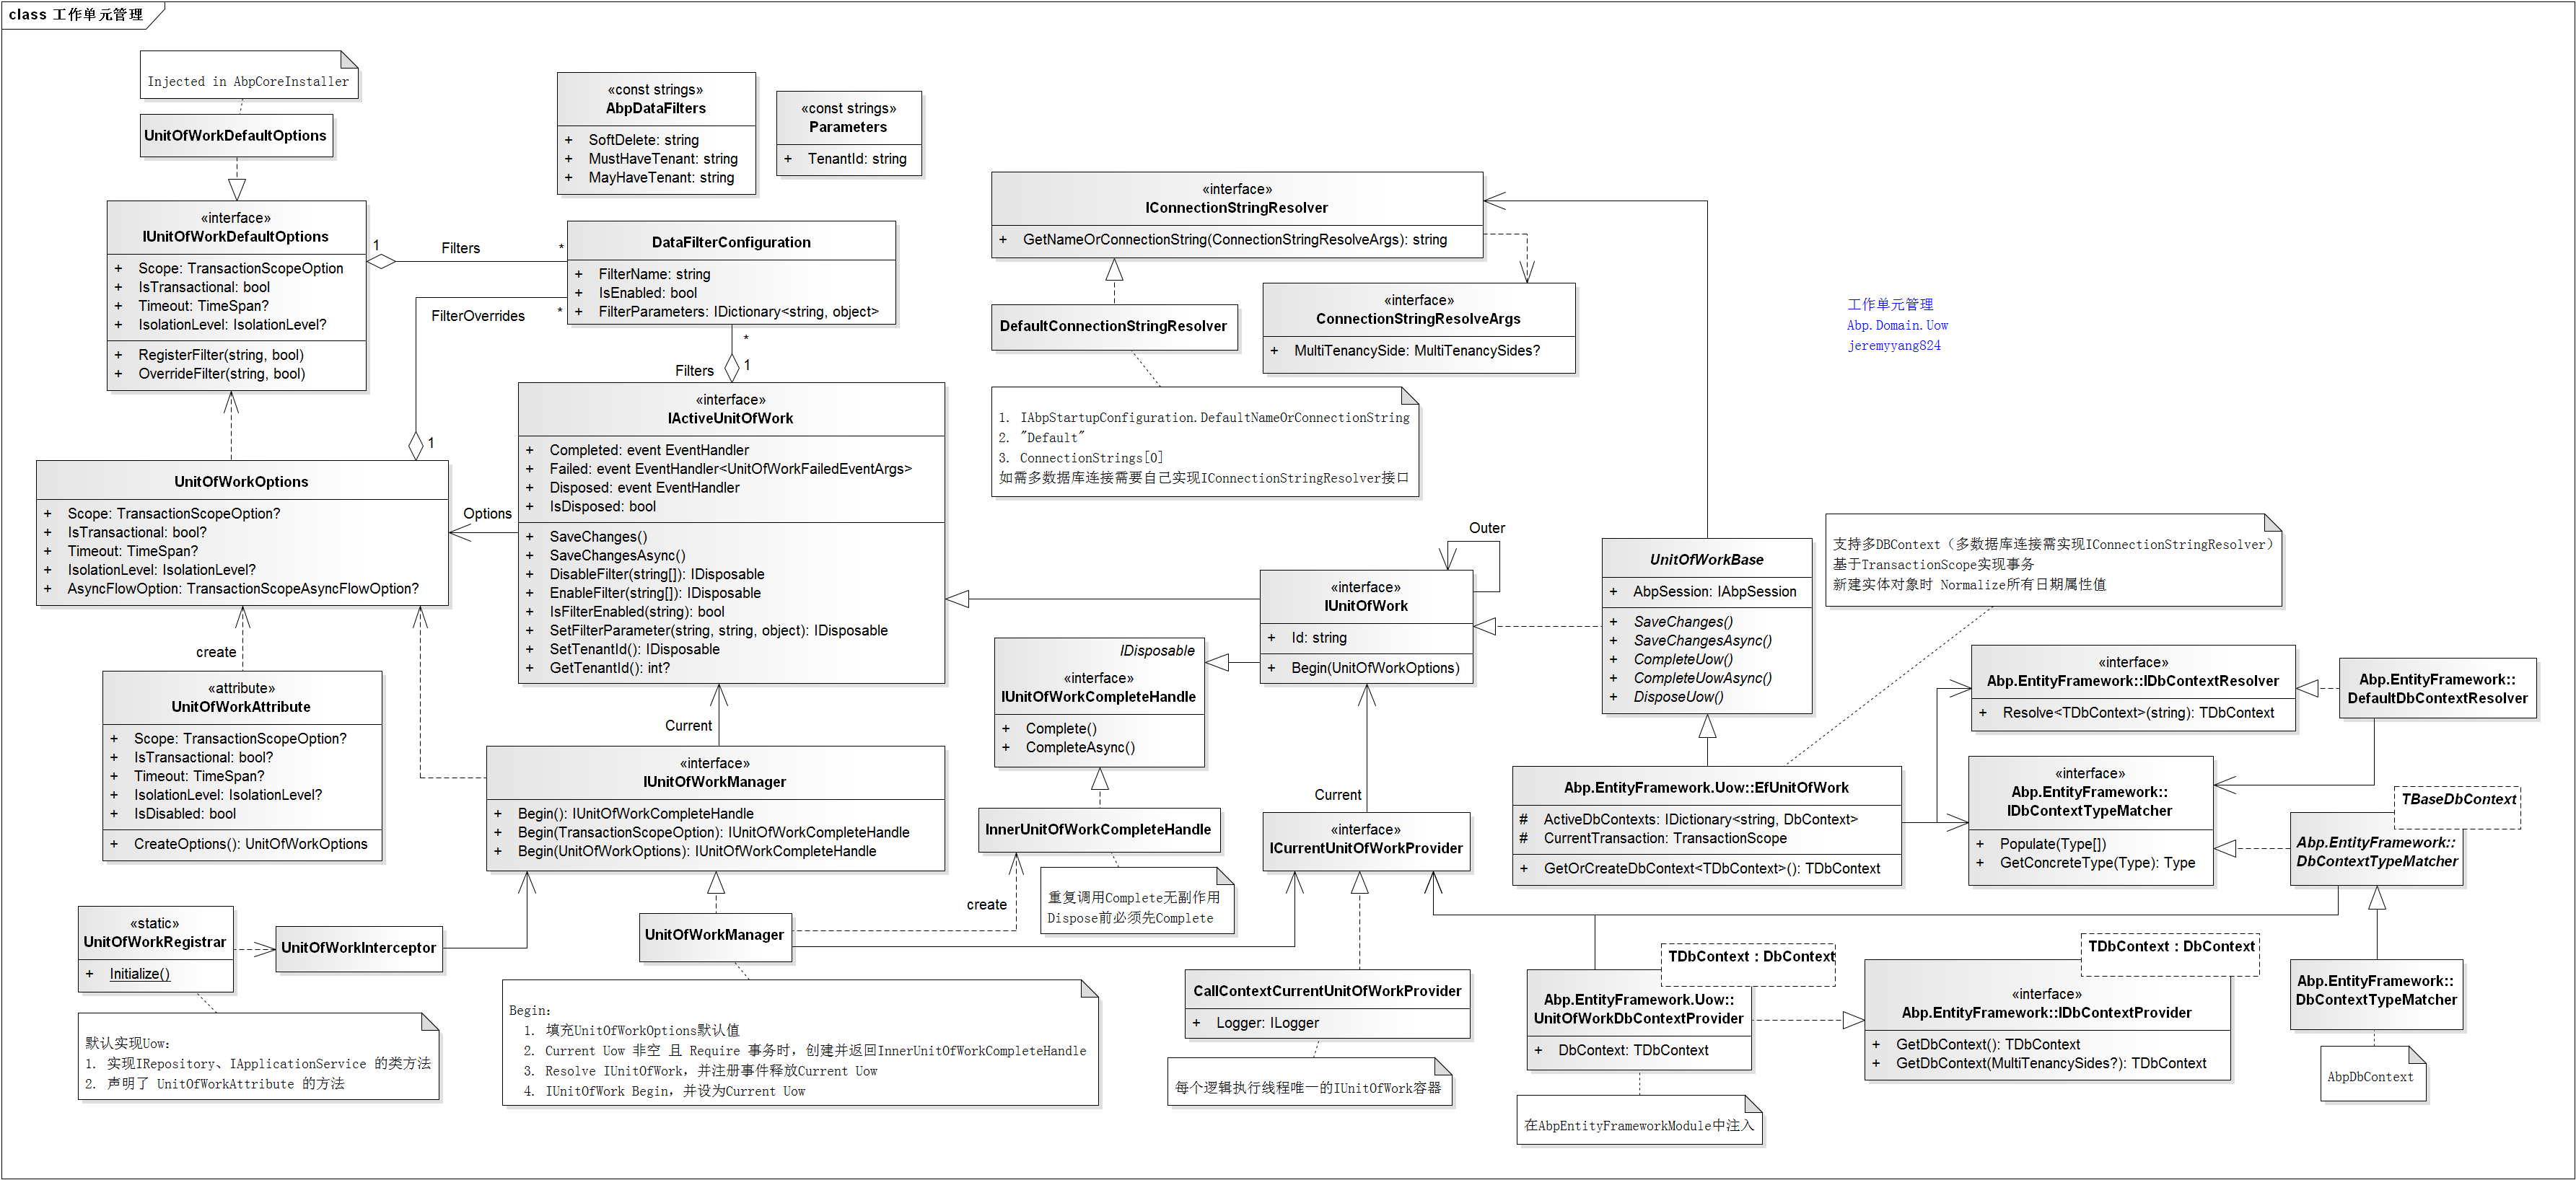 class 工作单元管理
Injected in AbpCoreInstaller
UnitOfWorkDefaultOptions
«const strings»
AbpDataFilters
+ SoftDelete: string
+ MustHaveTenant: string
+ MayHaveTenant: string
«const strings»
Parameters
+ TenantId: string
«interface»
IUnitOfWorkDefaultOptions
+ Scope: TransactionScopeOption
+ IsTransactional: bool
+ Timeout: TimeSpan?
+ IsolationLevel: IsolationLevel?
+ RegisterFilter(string, bool)
+ OverrideFilter(string, bool)
1
Filters
*
DataFilterConfiguration
+ FilterName: string
+ IsEnabled: bool
+ FilterParameters: IDictionary<string, object>
FilterOverrides
*
1
*
Filters
1
«interface»
IConnectionStringResolver
+ GetNameOrConnectionString(ConnectionStringResolveArgs): string
DefaultConnectionStringResolver
«interface»
ConnectionStringResolveArgs
+ MultiTenancySide: MultiTenancySides?
1. IAbpStartupConfiguration.DefaultNameOrConnectionString
2. "Default"
3. ConnectionStrings[0]
如需多数据库连接需要自己实现IConnectionStringResolver接口
工作单元管理
Abp.Domain.Uow
jeremyyang824
UnitOfWorkOptions
+ Scope: TransactionScopeOption?
+ IsTransactional: bool?
+ Timeout: TimeSpan?
+ IsolationLevel: IsolationLevel?
+ AsyncFlowOption: TransactionScopeAsyncFlowOption?
Options
«interface»
IActiveUnitOfWork
+ Completed: event EventHandler
+ Failed: event EventHandler<UnitOfWorkFailedEventArgs>
+ Disposed: event EventHandler
+ IsDisposed: bool
+ SaveChanges()
+ SaveChangesAsync()
+ DisableFilter(string[]): IDisposable
+ EnableFilter(string[]): IDisposable
+ IsFilterEnabled(string): bool
+ SetFilterParameter(string, string, object): IDisposable
+ SetTenantId(): IDisposable
+ GetTenantId(): int?
Outer
«interface»
IUnitOfWork
+ Id: string
+ Begin(UnitOfWorkOptions)
UnitOfWorkBase
+ AbpSession: IAbpSession
+ SaveChanges()
+ SaveChangesAsync()
+ CompleteUow()
+ CompleteUowAsync()
+ DisposeUow()
支持多DBContext（多数据库连接需实现IConnectionStringResolver）
基于TransactionScope实现事务
新建实体对象时 Normalize所有日期属性值
create
«attribute»
UnitOfWorkAttribute
+ Scope: TransactionScopeOption?
+ IsTransactional: bool?
+ Timeout: TimeSpan?
+ IsolationLevel: IsolationLevel?
+ IsDisabled: bool
+ CreateOptions(): UnitOfWorkOptions
Current
«interface»
IUnitOfWorkManager
+ Begin(): IUnitOfWorkCompleteHandle
+ Begin(TransactionScopeOption): IUnitOfWorkCompleteHandle
+ Begin(UnitOfWorkOptions): IUnitOfWorkCompleteHandle
IDisposable
«interface»
IUnitOfWorkCompleteHandle
+ Complete()
+ CompleteAsync()
InnerUnitOfWorkCompleteHandle
重复调用Complete无副作用
Dispose前必须先Complete
create
Current
«interface»
ICurrentUnitOfWorkProvider
Abp.EntityFramework.Uow::EfUnitOfWork
# ActiveDbContexts: IDictionary<string, DbContext>
# CurrentTransaction: TransactionScope
+ GetOrCreateDbContext<TDbContext>(): TDbContext
«interface»
Abp.EntityFramework::IDbContextResolver
+ Resolve<TDbContext>(string): TDbContext
Abp.EntityFramework::
DefaultDbContextResolver
«interface»
Abp.EntityFramework::
IDbContextTypeMatcher
+ Populate(Type[])
+ GetConcreteType(Type): Type
TBaseDbContext
Abp.EntityFramework::
DbContextTypeMatcher
«static»
UnitOfWorkRegistrar
+ Initialize()
UnitOfWorkInterceptor
UnitOfWorkManager
默认实现Uow:
1. 实现IRepository、IApplicationService 的类方法
2. 声明了 UnitOfWorkAttribute 的方法
Begin:
1. 填充UnitOfWorkOptions默认值
2. Current Uow 非空 且 Require 事务时，创建并返回InnerUnitOfWorkCompleteHandle
3. Resolve IUnitOfWork，并注册事件释放Current Uow
4. IUnitOfWork Begin，并设为Current Uow
CallContextCurrentUnitOfWorkProvider
+ Logger: ILogger
每个逻辑执行线程唯一的IUnitOfWork容器
TDbContext : DbContext
Abp.EntityFramework.Uow::
UnitOfWorkDbContextProvider
+ DbContext: TDbContext
在AbpEntityFrameworkModule中注入
TDbContext : DbContext
«interface»
Abp.EntityFramework::IDbContextProvider
+ GetDbContext(): TDbContext
+ GetDbContext(MultiTenancySides?): TDbContext
Abp.EntityFramework::
DbContextTypeMatcher
AbpDbContext